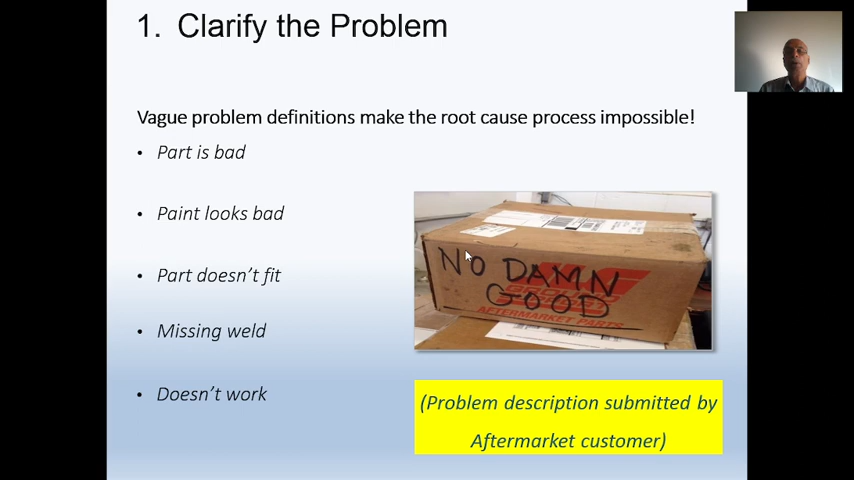 1. Clarify the Problem
Vague problem definitions make the root cause process impossible!
• Part is bad
• Paint looks bad
• Part doesn’t fit
• Missing weld
• Doesn’t work
NO DAMN
GOOD
AFTERMARKET PARTS
(Problem description submitted by
Aftermarket customer)